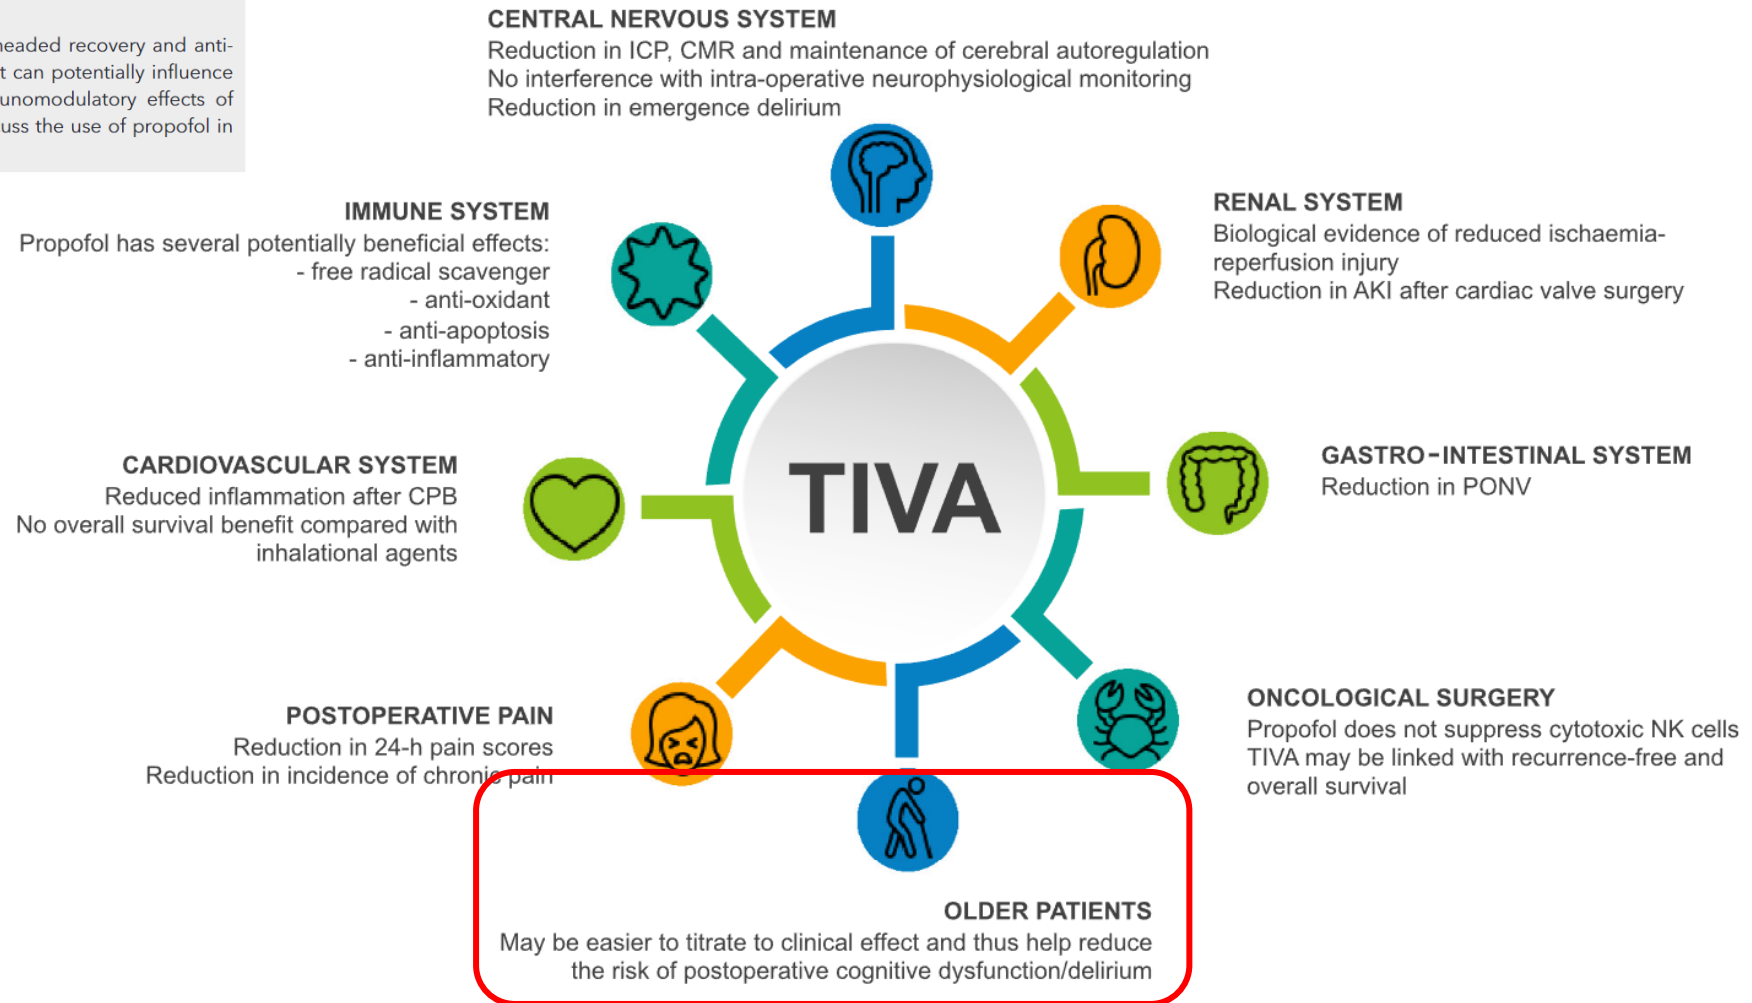 headed recovery and anti-
t can potentially influence
unomodulatory effects of
uss the use of propofol in
CENTRAL NERVOUS SYSTEM
Reduction in ICP, CMR and maintenance of cerebral autoregulation
No interference with intra-operative neurophysiological monitoring
Reduction in emergence delirium
IMMUNE SYSTEM
Propofol has several potentially beneficial effects:
- free radical scavenger
- anti-oxidant
- anti-apoptosis
- anti-inflammatory
RENAL SYSTEM
Biological evidence of reduced ischaemia-
reperfusion injury
Reduction in AKI after cardiac valve surgery
CARDIOVASCULAR SYSTEM
Reduced inflammation after CPB
No overall survival benefit compared with
inhalational agents
TIVA
GASTRO-INTESTINAL SYSTEM
Reduction in PONV
POSTOPERATIVE PAIN
Reduction in 24-h pain scores
Reduction in incidence of chronic pain
ONCOLOGICAL SURGERY
Propofol does not suppress cytotoxic NK cells
TIVA may be linked with recurrence-free and
overall survival
OLDER PATIENTS
May be easier to titrate to clinical effect and thus help reduce
the risk of postoperative cognitive dysfunction/delirium